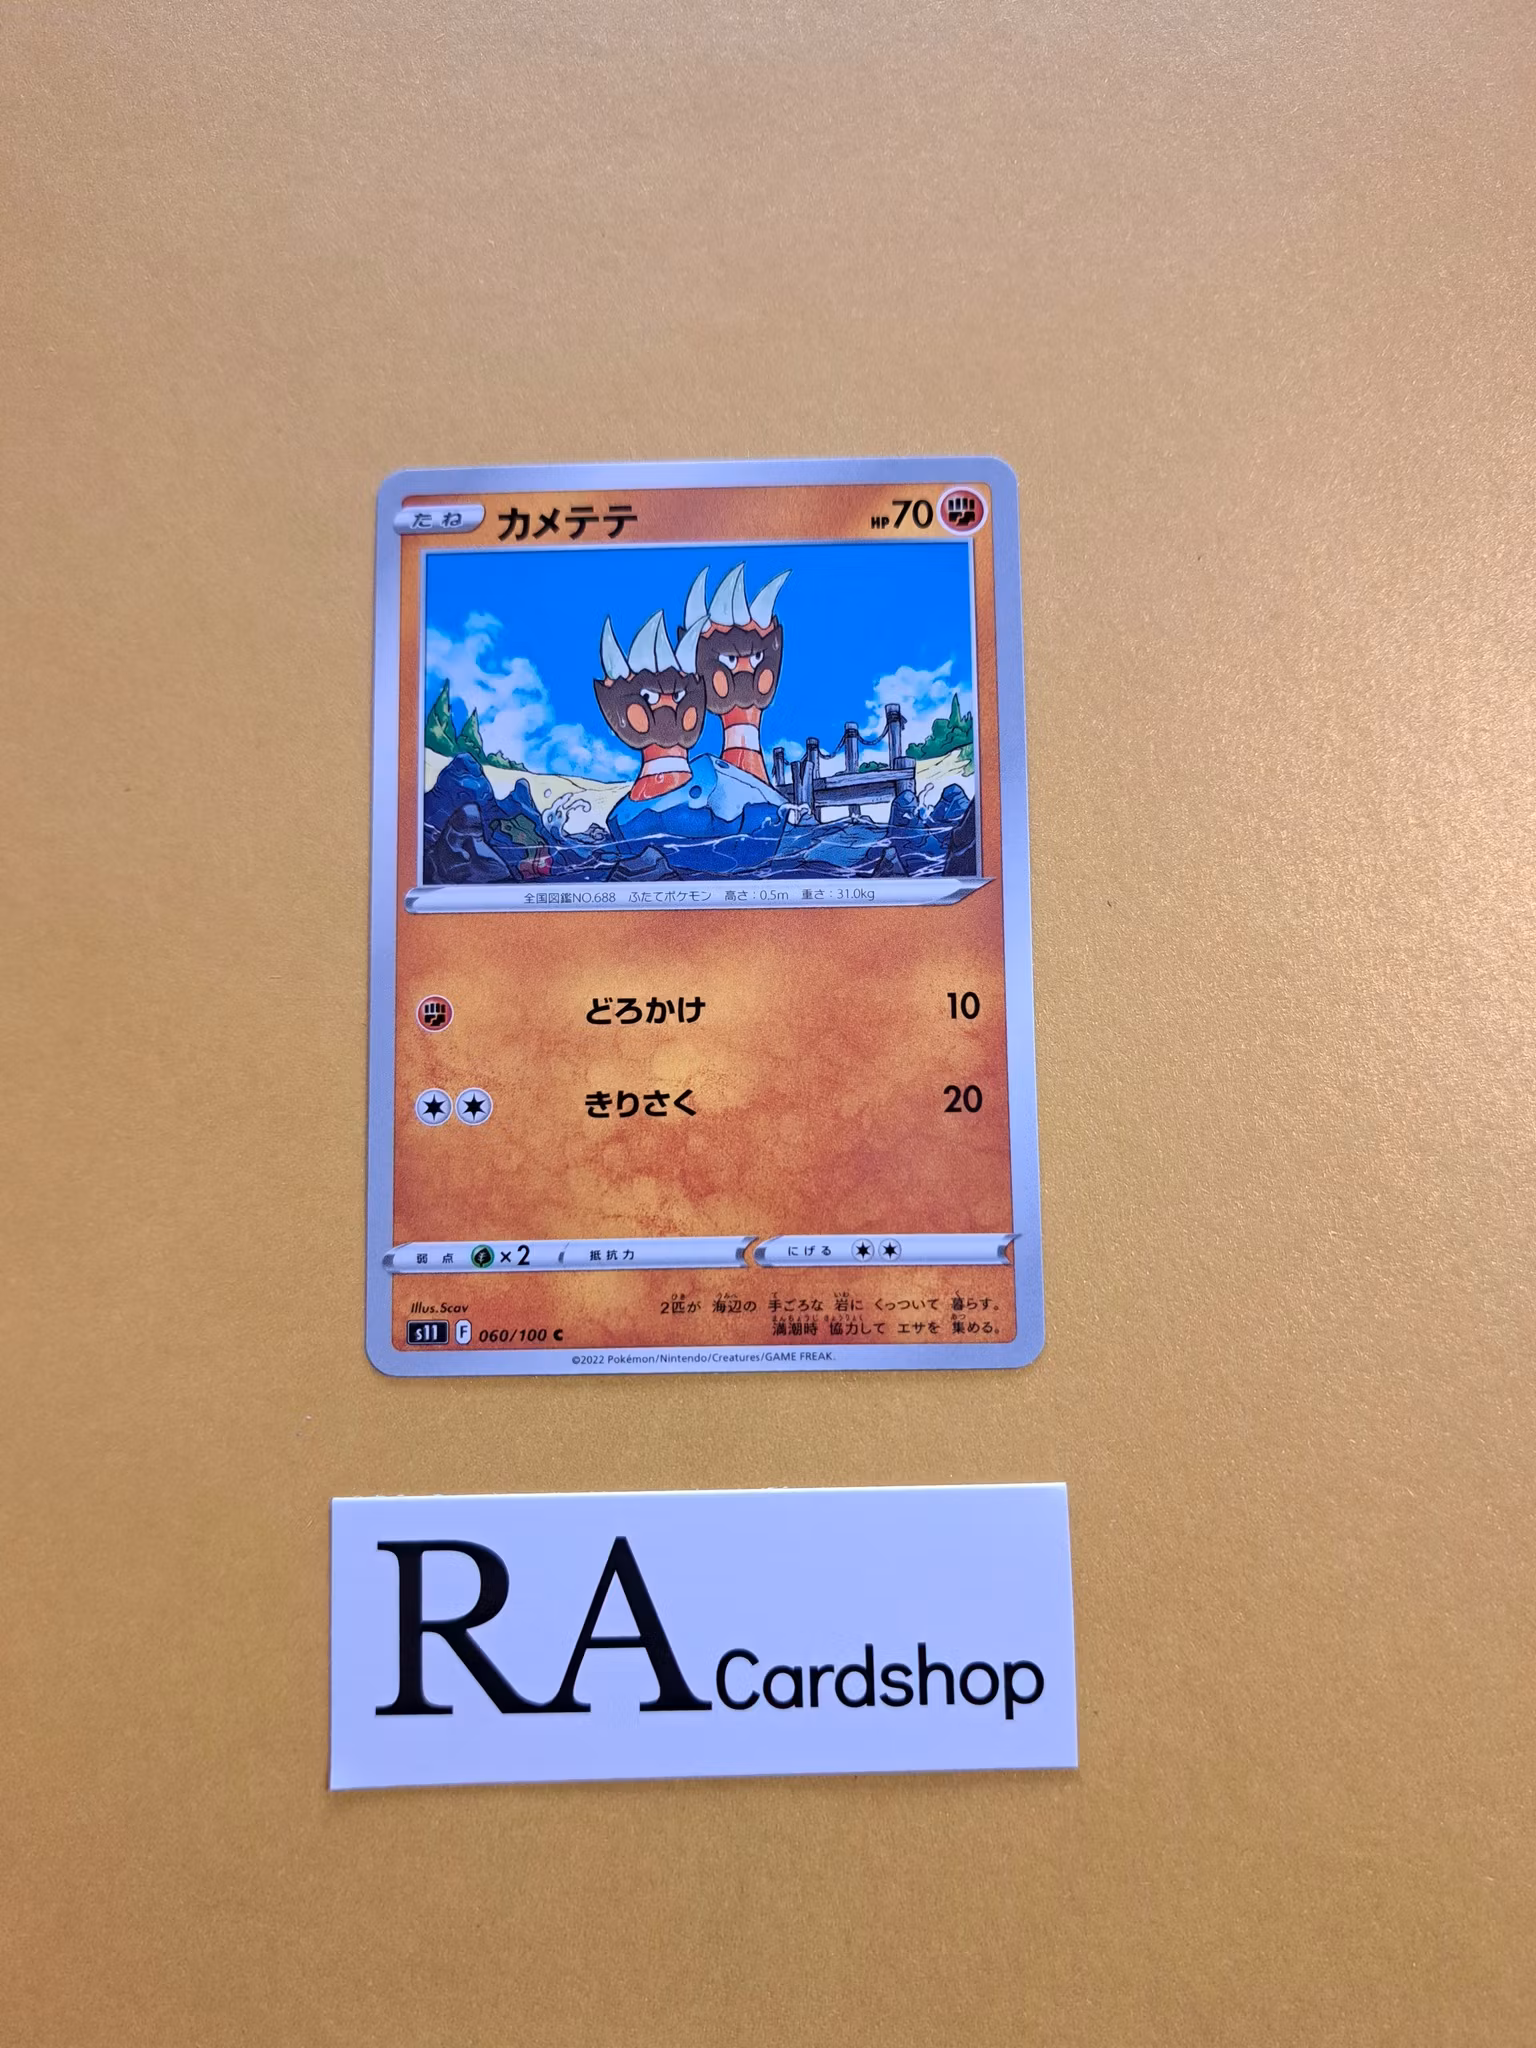 たね カメテテ HP70
全国図鑑NO.688 ふたてポケモン 高さ:0.5m 重さ:31.0kg
どろかけ 10
きりさく 20
弱点 ×2 抵抗力 にげる
Illus.Scav
2匹が 海辺の 手ごろな 岩に くっついて 暮らす。
満潮時 協力して エサを 集める。
s11 F 060/100 C
©2022 Pokémon/Nintendo/Creatures/GAME FREAK.
RA Cardshop